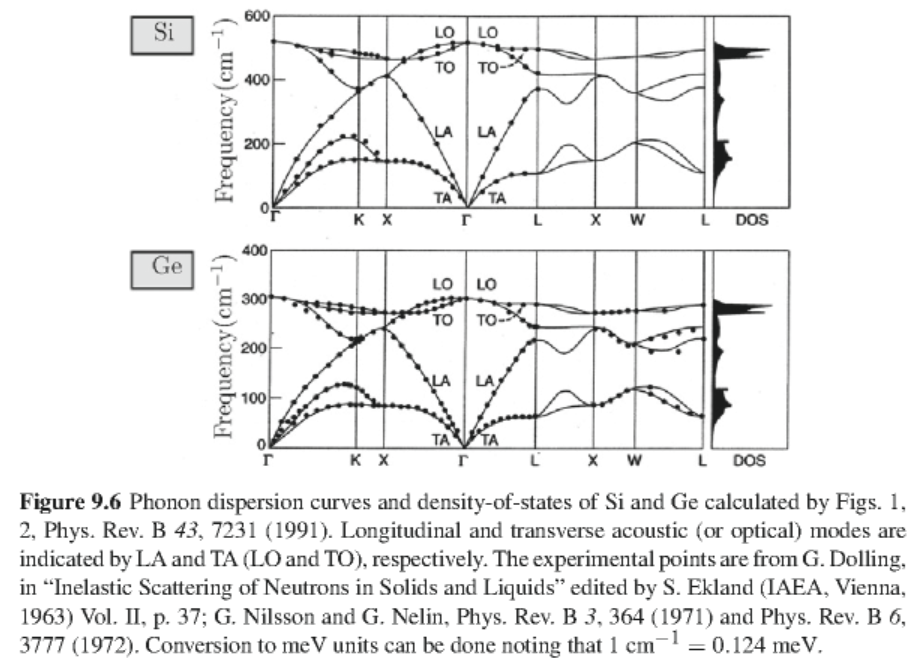 Si
Frequency(cm⁻¹)
600
400
200
0
LO
TO
LA
TA
LO
TO
LA
TA
Γ K X Γ L X W L DOS
Ge
Frequency(cm⁻¹)
400
300
200
100
0
LO
TO
LA
TA
LO
TO
LA
TA
Γ K X Γ L X W L DOS
Figure 9.6 Phonon dispersion curves and density-of-states of Si and Ge calculated by Figs. 1,
2, Phys. Rev. B 43, 7231 (1991). Longitudinal and transverse acoustic (or optical) modes are
indicated by LA and TA (LO and TO), respectively. The experimental points are from G. Dolling,
in “Inelastic Scattering of Neutrons in Solids and Liquids” edited by S. Ekland (IAEA, Vienna,
1963) Vol. II, p. 37; G. Nilsson and G. Nelin, Phys. Rev. B 3, 364 (1971) and Phys. Rev. B 6,
3777 (1972). Conversion to meV units can be done noting that 1 cm⁻¹ = 0.124 meV.